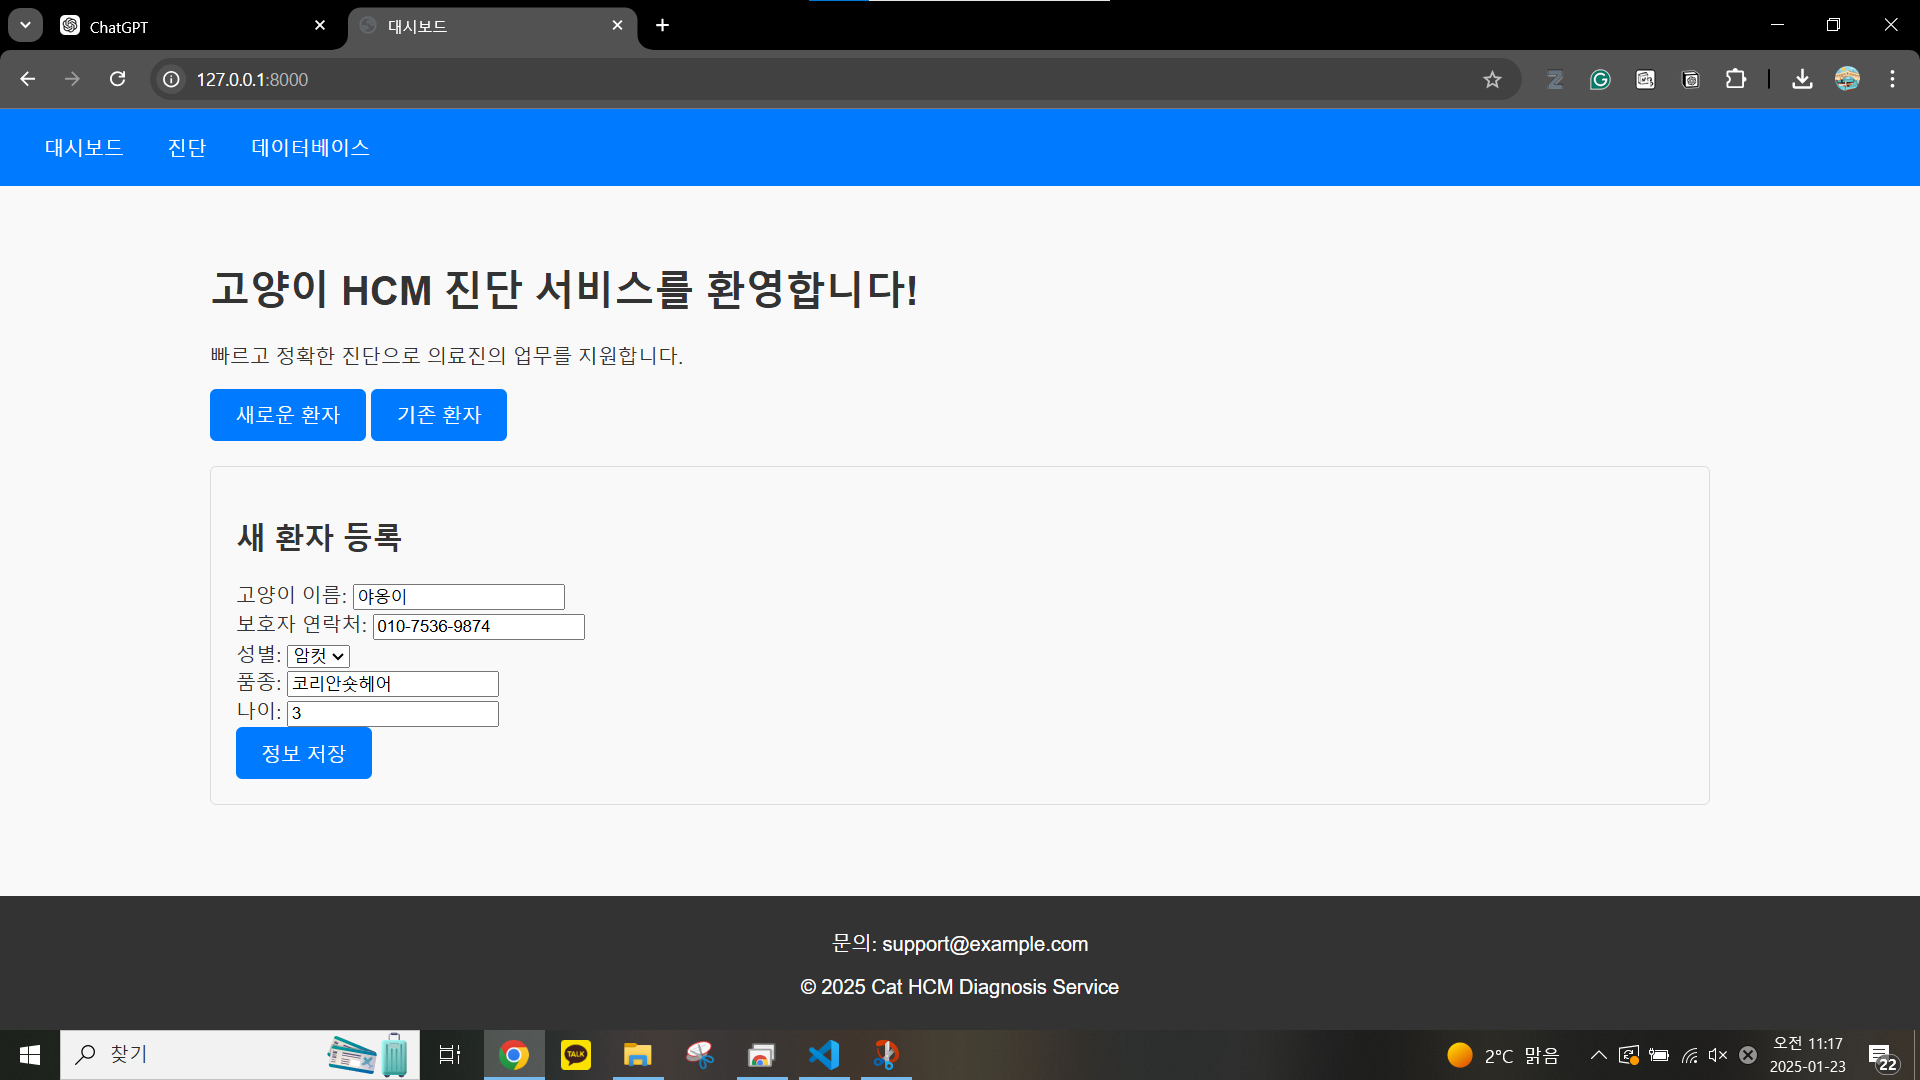 ChatGPT
대시보드
127.0.0.1:8000
대시보드 진단 데이터베이스
고양이 HCM 진단 서비스를 환영합니다!
빠르고 정확한 진단으로 의료진의 업무를 지원합니다.
새로운 환자 기존 환자
새 환자 등록
고양이 이름: 야옹이
보호자 연락처: 010-7536-9874
성별: 암컷
품종: 코리안숏헤어
나이: 3
정보 저장
문의: support@example.com
© 2025 Cat HCM Diagnosis Service
찾기
TALK
2°C 맑음
오전 11:17
2025-01-23
22